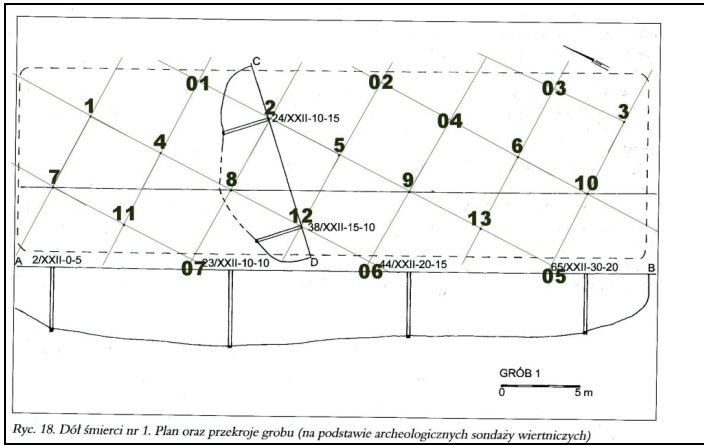 C
01
02
03
1
2
24/XXII-10-15
04
3
4
5
6
7
8
9
10
11
12
38/XXII-15-10
13
A
2/XXII-0-5
07
23/XXII-10-10
D
06
44/XXII-20-15
05
65/XXII-30-20
B
GRÓB 1
0
5 m
Ryc. 18. Dół śmierci nr 1. Plan oraz przekroje grobu (na podstawie archeologicznych sondaży wiertniczych)